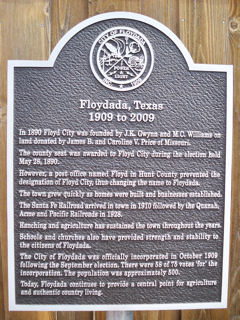 CITY OF FLOYDADA
POWER
&
LIGHT
Floydada, Texas
1909 to 2009
In 1890 Floyd City was founded by J.K. Gwynn and M.C. Williams on
land donated by James B. and Caroline V. Price of Missouri.
The county seat was awarded to Floyd City during the election held
May 28, 1890.
However, a post office named Floyd in Hunt County prevented the
designation of Floyd City, thus changing the name to Floydada.
The town grew quickly as homes were built and businesses established.
The Santa Fe Railroad arrived in town in 1910 followed by the Quanah,
Acme and Pacific Railroads in 1928.
Ranching and agriculture has sustained the town throughout the years.
Schools and churches also have provided strength and stability to
the citizens of Floydada.
The City of Floydada was officially incorporated in October 1909
following the September election. There were 58 of 75 votes 'for' the
incorporation. The population was approximately 500.
Today, Floydada continues to provide a central point for agriculture
and authentic country living.